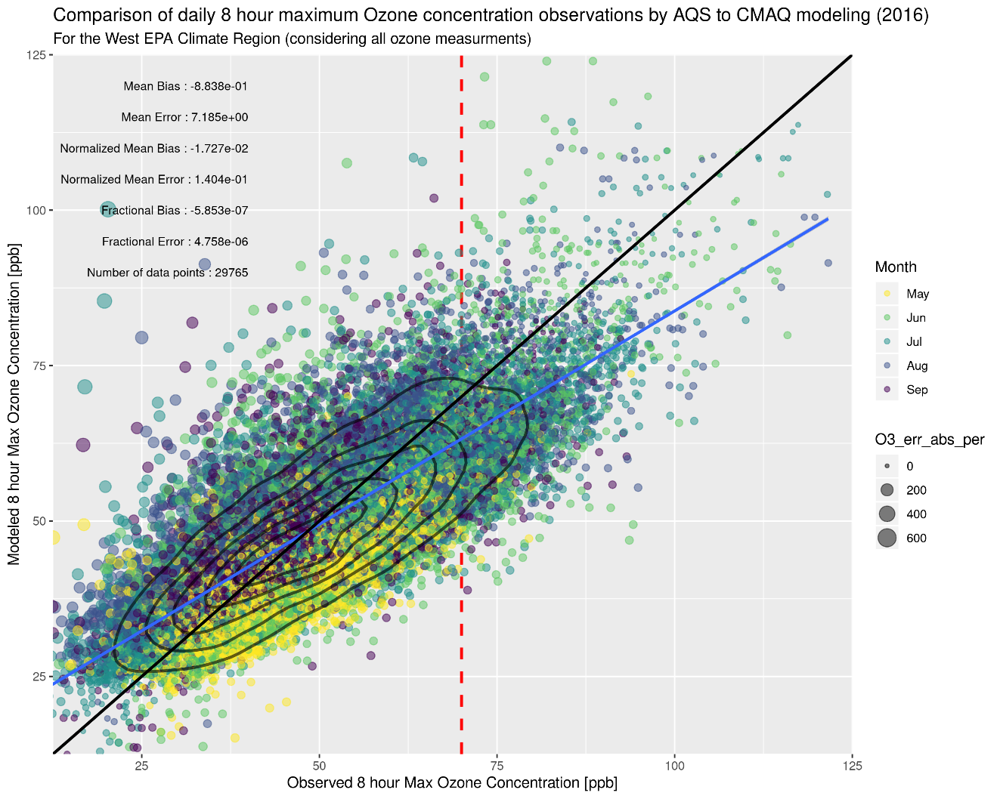 Comparison of daily 8 hour maximum Ozone concentration observations by AQS to CMAQ modeling (2016)
For the West EPA Climate Region (considering all ozone measurments)
Modeled 8 hour Max Ozone Concentration [ppb]
125
100
75
50
25
Mean Bias : -8.838e-01
Mean Error : 7.185e+00
Normalized Mean Bias : -1.727e-02
Normalized Mean Error : 1.404e-01
Fractional Bias : -5.853e-07
Fractional Error : 4.758e-06
Number of data points : 29765
25
50
75
100
125
Observed 8 hour Max Ozone Concentration [ppb]
Month
May
Jun
Jul
Aug
Sep
O3_err_abs_per
0
200
400
600